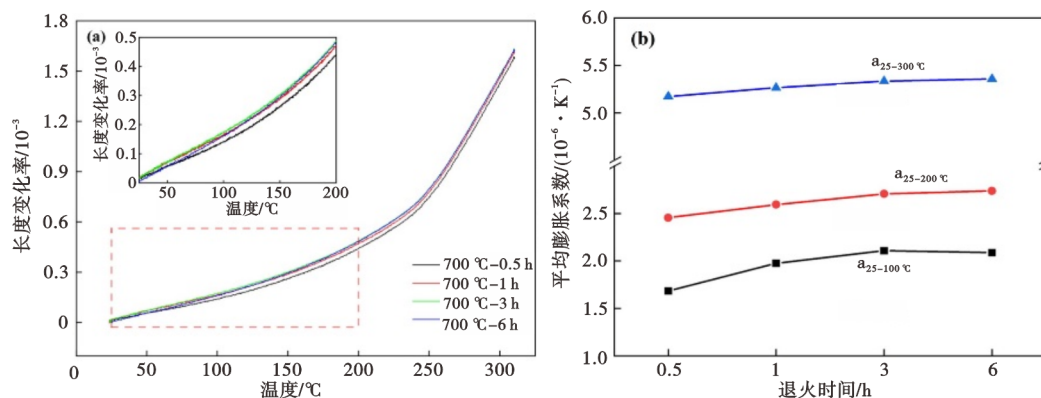 (a)
长度变化率/10⁻³
1.8
1.5
1.2
0.9
0.6
0.3
0
0 50 100 150 200 250 300
温度/℃
长度变化率/10⁻³
0.5
0.4
0.3
0.2
0.1
0
50 100 150 200
温度/℃
700 ℃-0.5 h
700 ℃-1 h
700 ℃-3 h
700 ℃-6 h
(b)
平均膨胀系数/(10⁻⁶・K⁻¹)
6.0
5.5
5.0
2.5
2.0
1.5
1.0
a25-300 ℃
a25-200 ℃
a25-100 ℃
0.5 1 3 6
退火时间/h